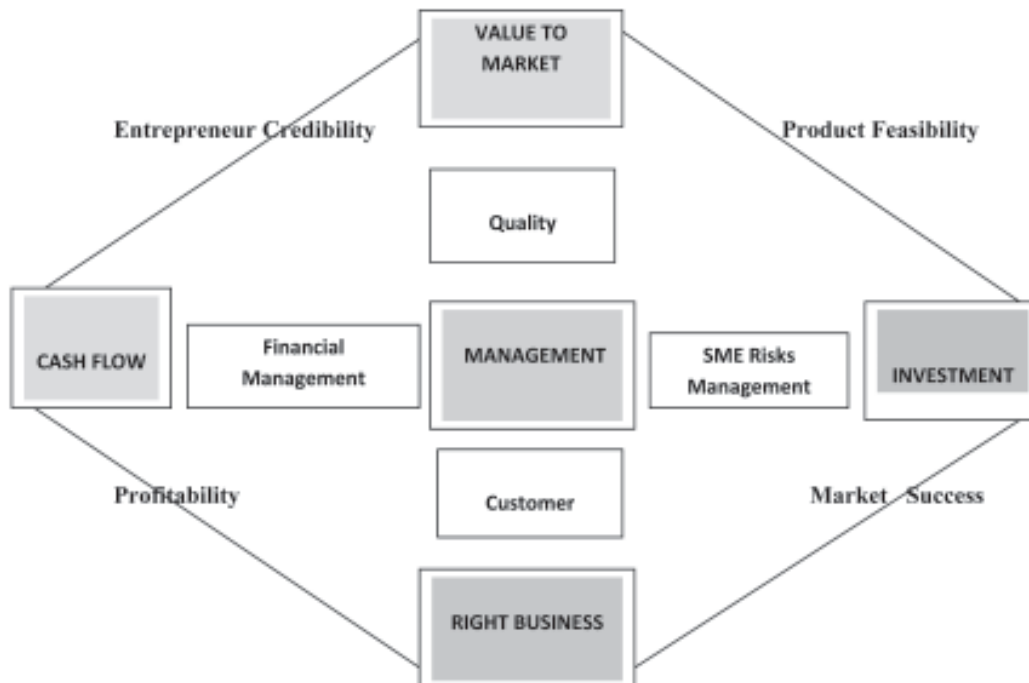 VALUE TO
MARKET
Entrepreneur Credibility
Product Feasibility
Quality
CASH FLOW
Financial
Management
MANAGEMENT
SME Risks
Management
INVESTMENT
Profitability
Market Success
Customer
RIGHT BUSINESS